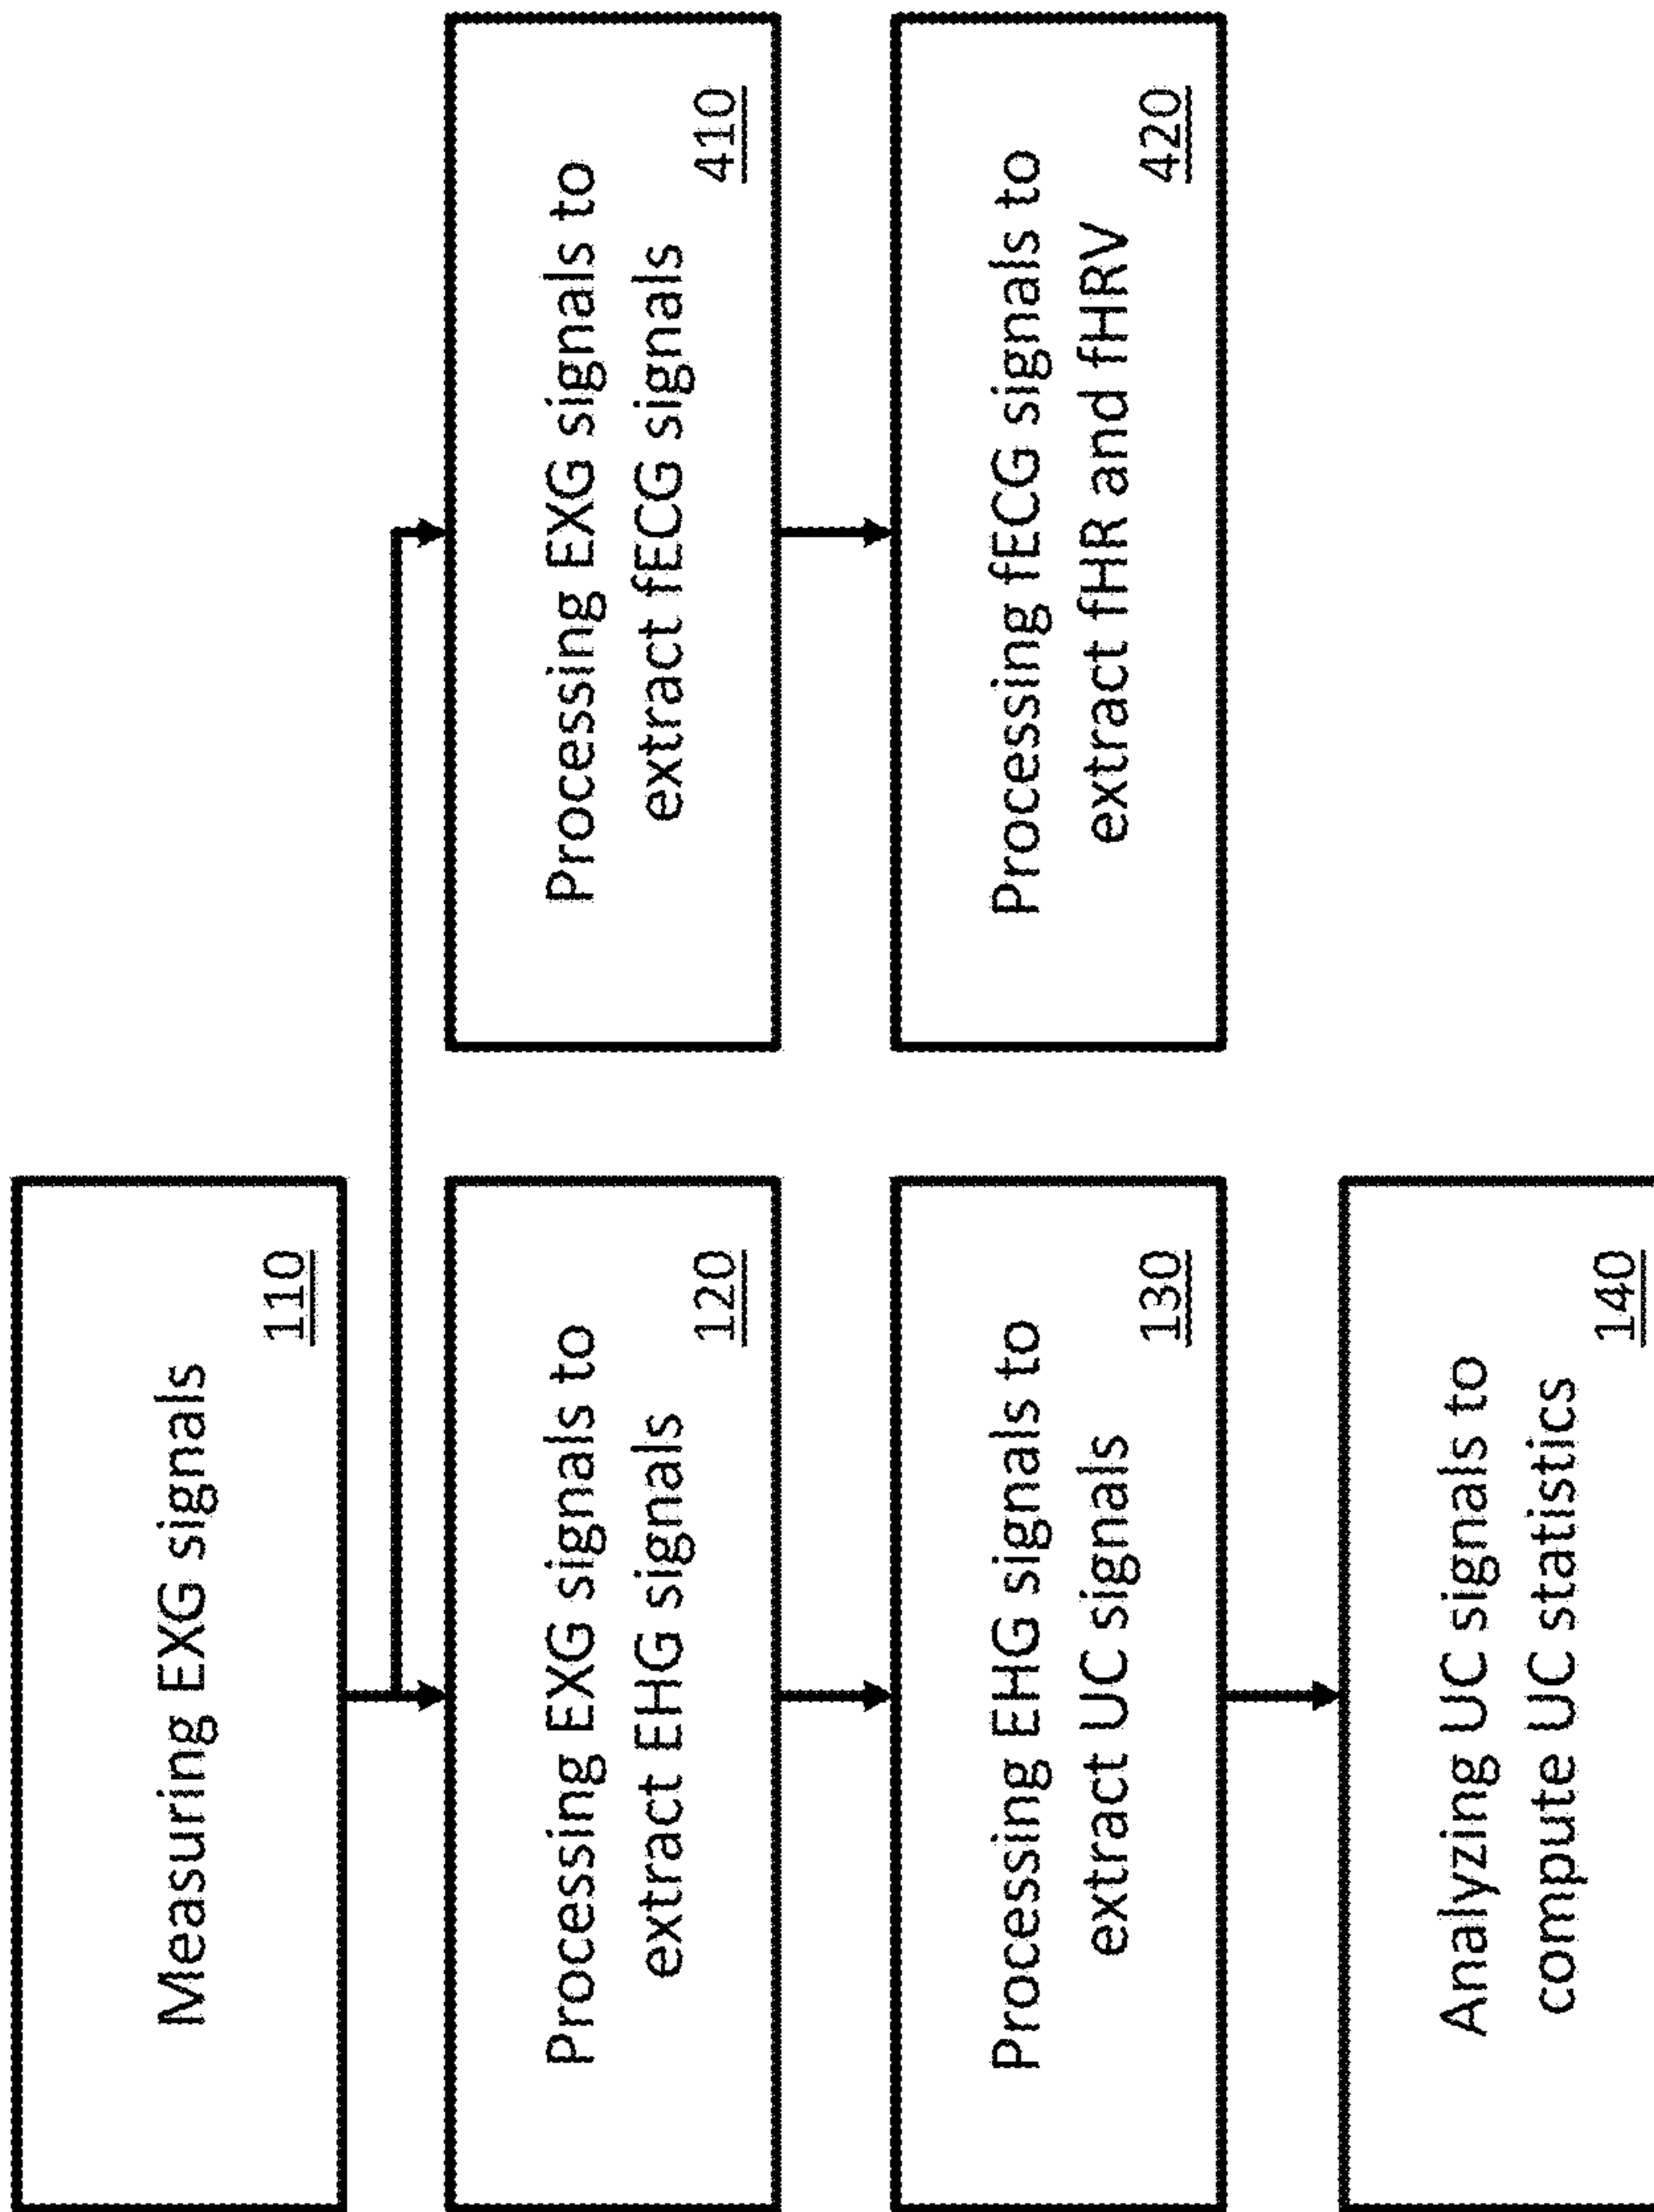 Measuring EXG signals
110
Processing EXG signals to
extract EHG signals
120
Processing EHG signals to
extract UC signals
130
Analyzing UC signals to
compute UC statistics
140
Processing EXG signals to
extract fECG signals
410
Processing fECG signals to
extract fHR and fHRV
420